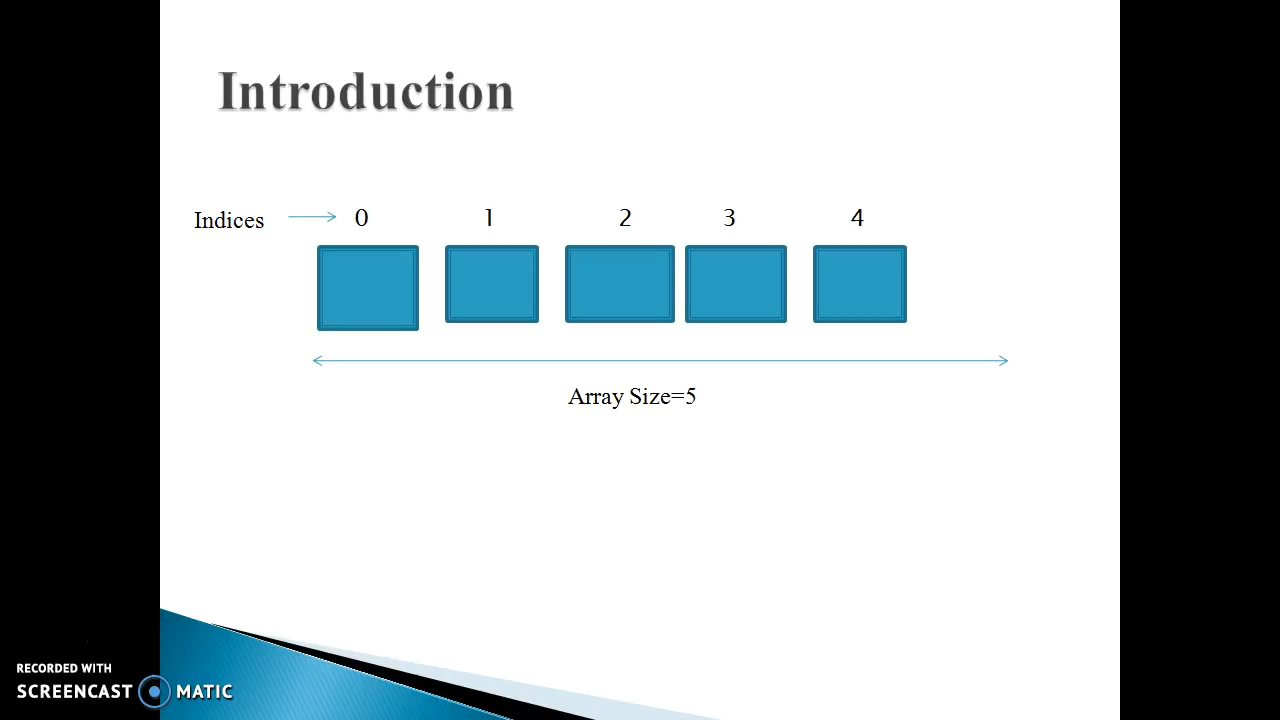 Introduction
Indices 0 1 2 3 4
Array Size=5
RECORDED WITH
SCREENCAST MATIC